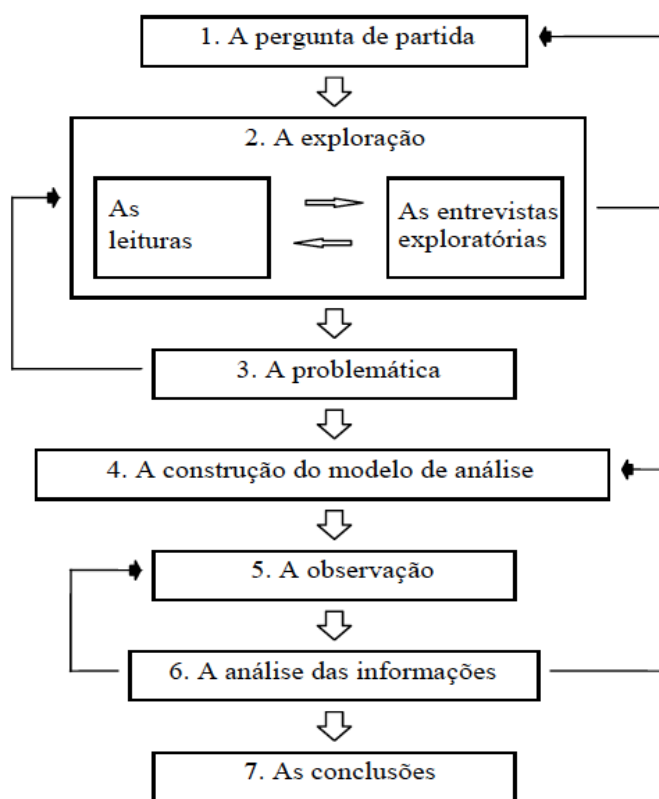 1. A pergunta de partida
2. A exploração
As
leituras
As entrevistas
exploratórias
3. A problemática
4. A construção do modelo de análise
5. A observação
6. A análise das informações
7. As conclusões